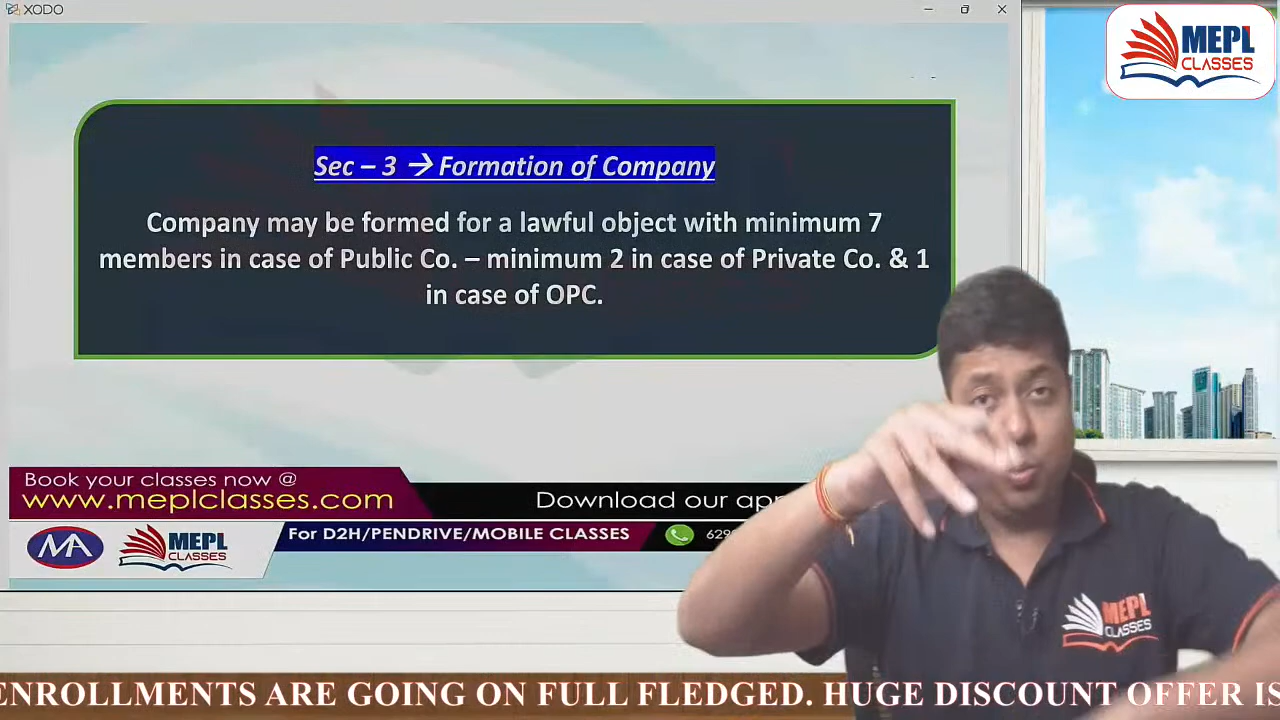 XODO
MEPL
CLASSES
Sec – 3 → Formation of Company
Company may be formed for a lawful object with minimum 7
members in case of Public Co. – minimum 2 in case of Private Co. & 1
in case of OPC.
Book your classes now @
www.meplclasses.com
Download our
MA
MEPL
CLASSES
For D2H/PENDRIVE/MOBILE CLASSES
MEPL
CLASSES
ENROLLMENTS ARE GOING ON FULL FLEDGED. HUGE DISCOUNT OFFER IS